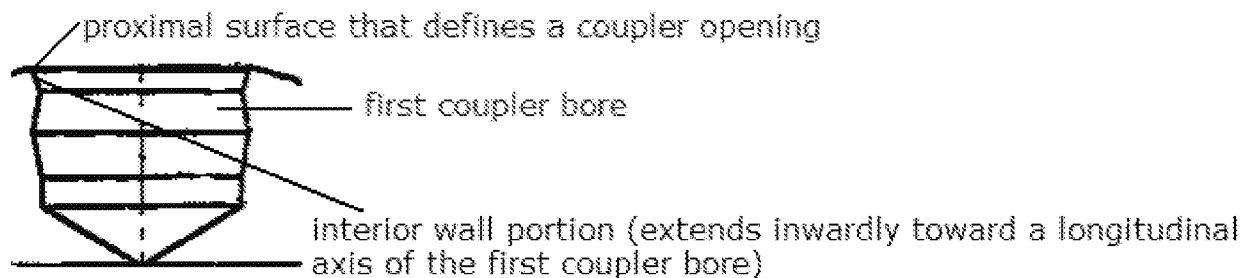 proximal surface that defines a coupler opening
first coupler bore
interior wall portion (extends inwardly toward a longitudinal
axis of the first coupler bore)